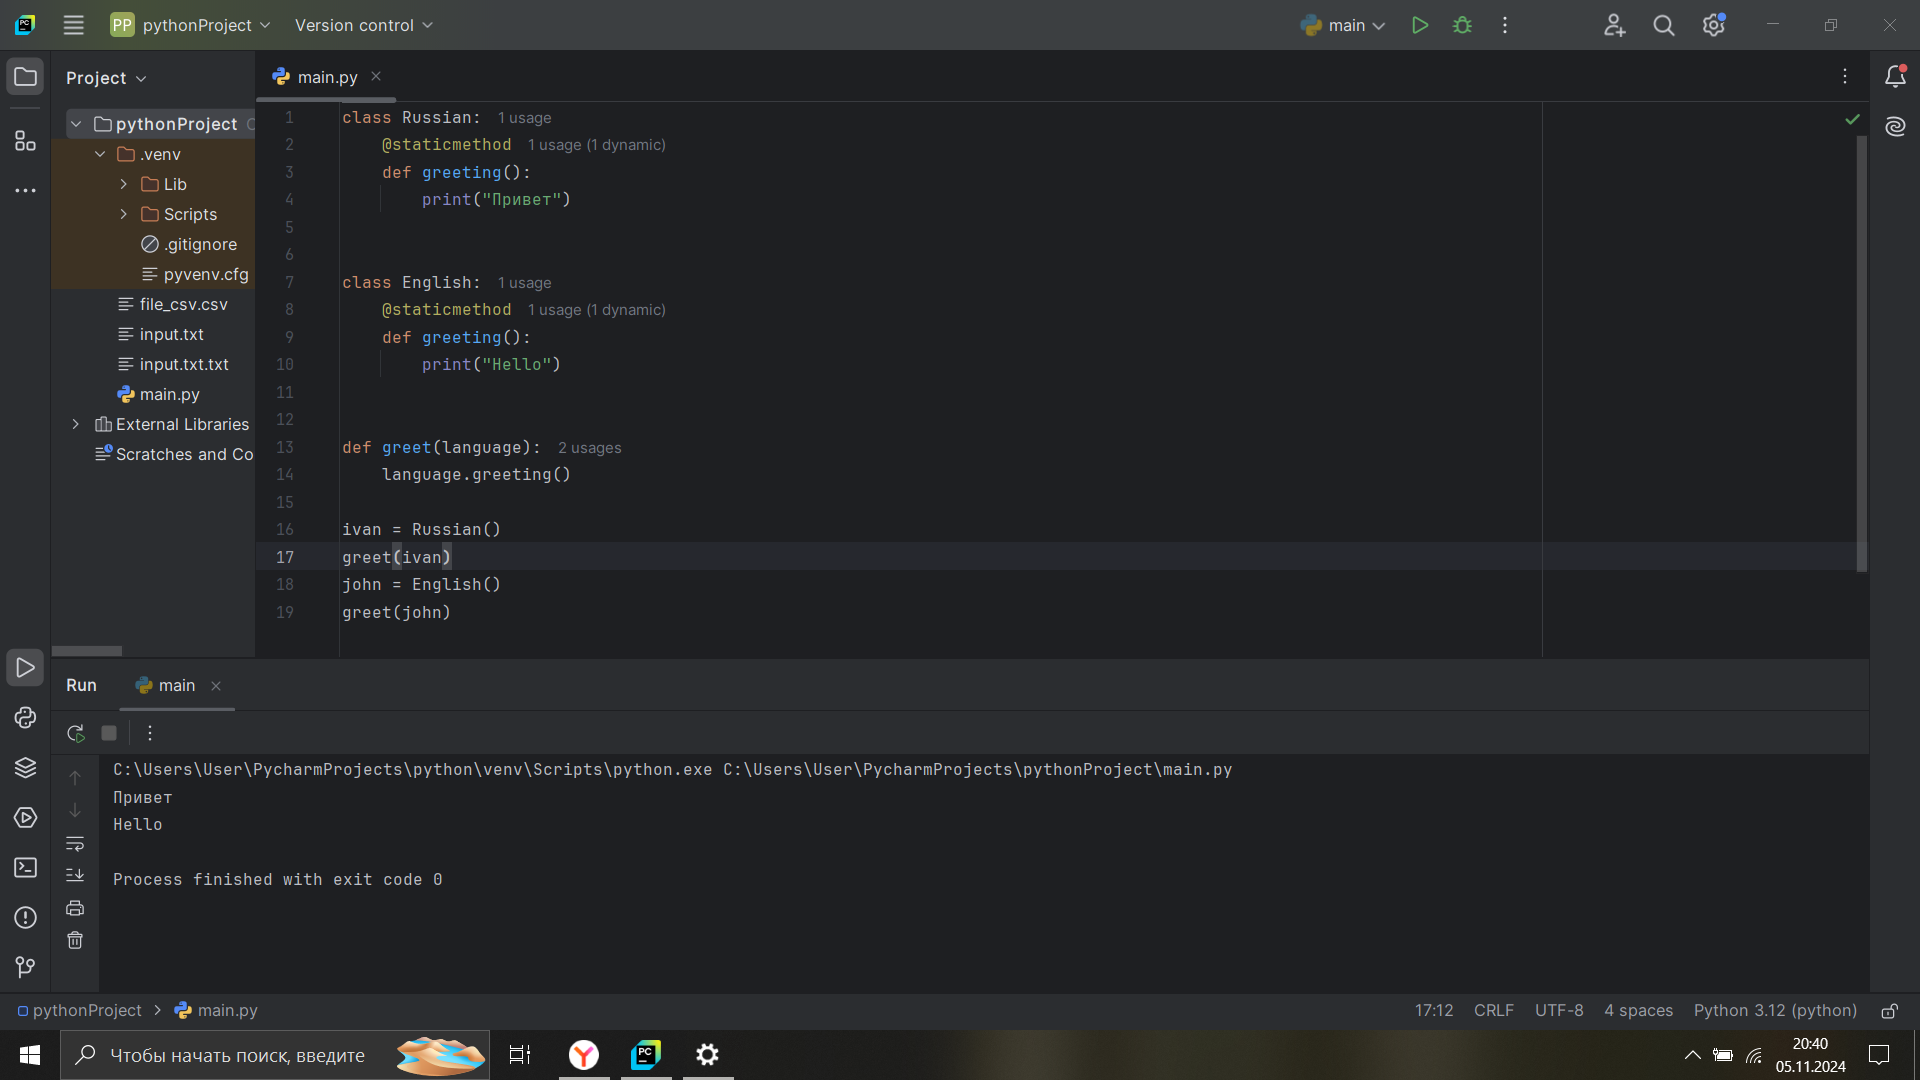 PP pythonProject Version control main
Project main.py
pythonProject
.venv
Lib
Scripts
.gitignore
pyvenv.cfg
file_csv.csv
input.txt
input.txt.txt
main.py
External Libraries
Scratches and Co
1 class Russian: 1 usage
2 @staticmethod 1 usage (1 dynamic)
3 def greeting():
4 print("Привет")
5
6
7 class English: 1 usage
8 @staticmethod 1 usage (1 dynamic)
9 def greeting():
10 print("Hello")
11
12
13 def greet(language): 2 usages
14 language.greeting()
15
16 ivan = Russian()
17 greet(ivan)
18 john = English()
19 greet(john)
Run main
C:\Users\User\PycharmProjects\python\venv\Scripts\python.exe C:\Users\User\PycharmProjects\pythonProject\main.py
Привет
Hello
Process finished with exit code 0
pythonProject > main.py 17:12 CRLF UTF-8 4 spaces Python 3.12 (python)
Чтобы начать поиск, введите
20:40
05.11.2024